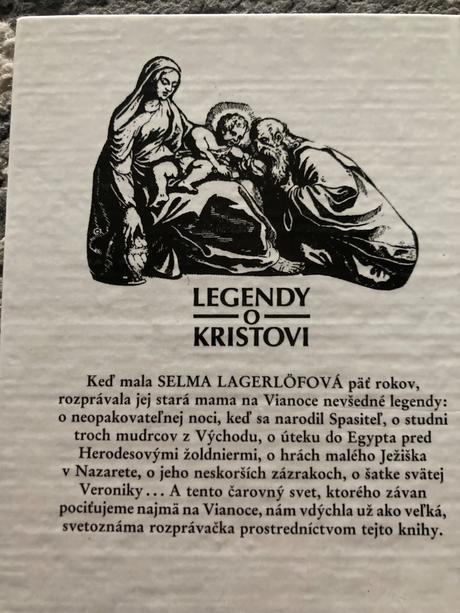 LEGENDY
O
KRISTOVI
Keď mala SELMA LAGERLÖFOVÁ päť rokov,
rozprávala jej stará mama na Vianoce nevšedné legendy:
o neopakovateľnej noci, keď sa narodil Spasiteľ, o studni
troch mudrcov z Východu, o úteku do Egypta pred
Herodesovými žoldniermi, o hrách malého Ježiška
v Nazarete, o jeho neskorších zázrakoch, o šatke svätej
Veroniky... A tento čarovný svet, ktorého závan
pociťujeme najmä na Vianoce, nám vdýchla už ako veľká,
svetoznáma rozprávačka prostredníctvom tejto knihy.